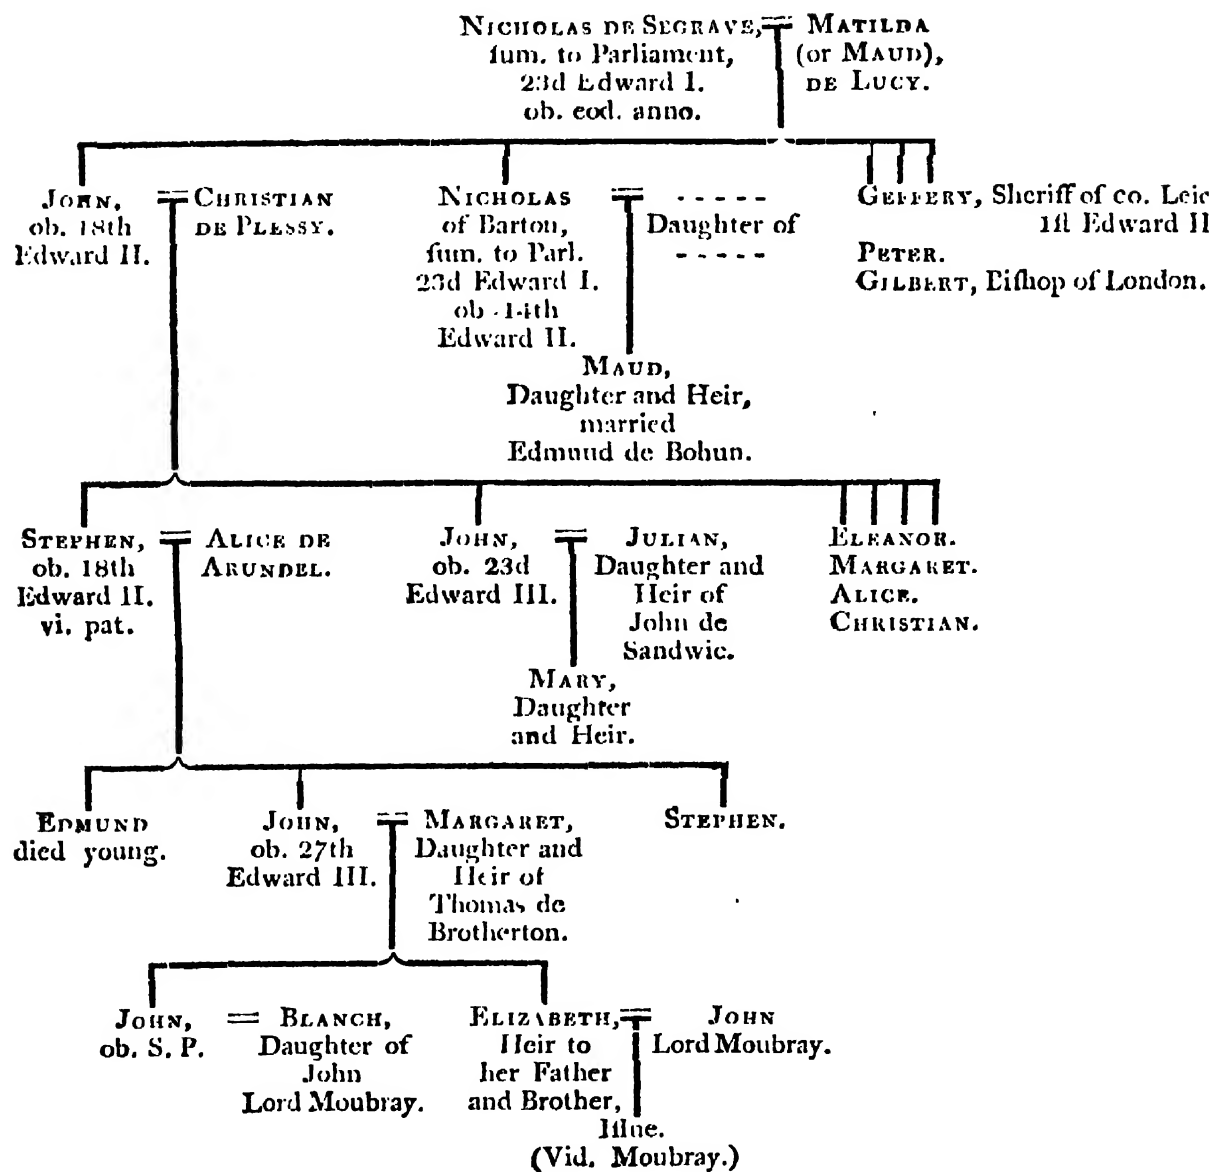 NICHOLAS DE SEGRAVE, MATILDA
ſum. to Parliament, (or MAUD),
23d Edward I. DE LUCY.
ob. eod. anno.
JOHN, CHRISTIAN NICHOLAS - - - - - GEFFERY, Sheriff of co. Leic
ob. 18th DE PLESSY. of Barton, Daughter of 1ſt Edward II
Edward II. ſum. to Parl. - - - - - PETER.
23d Edward I. GILBERT, Biſhop of London.
ob. 14th
Edward II.
MAUD,
Daughter and Heir,
married
Edmund de Bohun.
STEPHEN, ALICE DE JOHN, JULIAN, ELEANOR.
ob. 18th ARUNDEL. ob. 23d Daughter and MARGARET.
Edward II. Edward III. Heir of ALICE.
vi. pat. John de CHRISTIAN.
Sandwic.
MARY,
Daughter
and Heir.
EDMUND JOHN, MARGARET, STEPHEN.
died young. ob. 27th Daughter and
Edward III. Heir of
Thomas de
Brotherton.
JOHN, = BLANCH, ELIZABETH, JOHN
ob. S. P. Daughter of Heir to Lord Moubray.
John her Father
Lord Moubray. and Brother,
Iſſue.
(Vid. Moubray.)